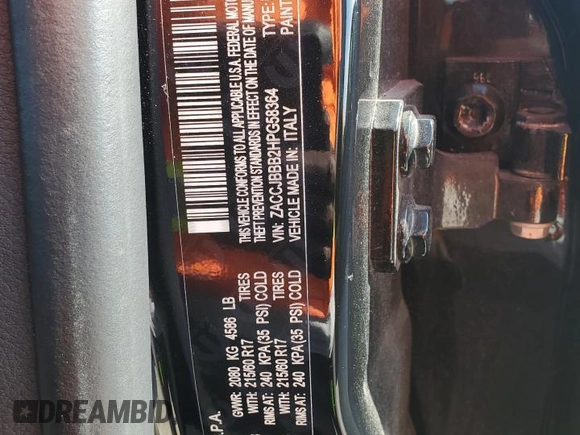 .P.A.
GVWR: 2080 KG 4586 LB
WITH: 215/60 R17 TIRES
RIMS AT: 240 KPA(35 PSI) COLD
WITH: 215/60 R17 TIRES
RIMS AT: 240 KPA(35 PSI) COLD
THIS VEHICLE CONFORMS TO ALL APPLICABLE U.S.A. FEDERAL MOTOR
THEFT PREVENTION STANDARDS IN EFFECT ON THE DATE OF MANU
VIN: ZACCJBBB2HPG58364 TYPE:
VEHICLE MADE IN: ITALY PAINT
DREAMBID